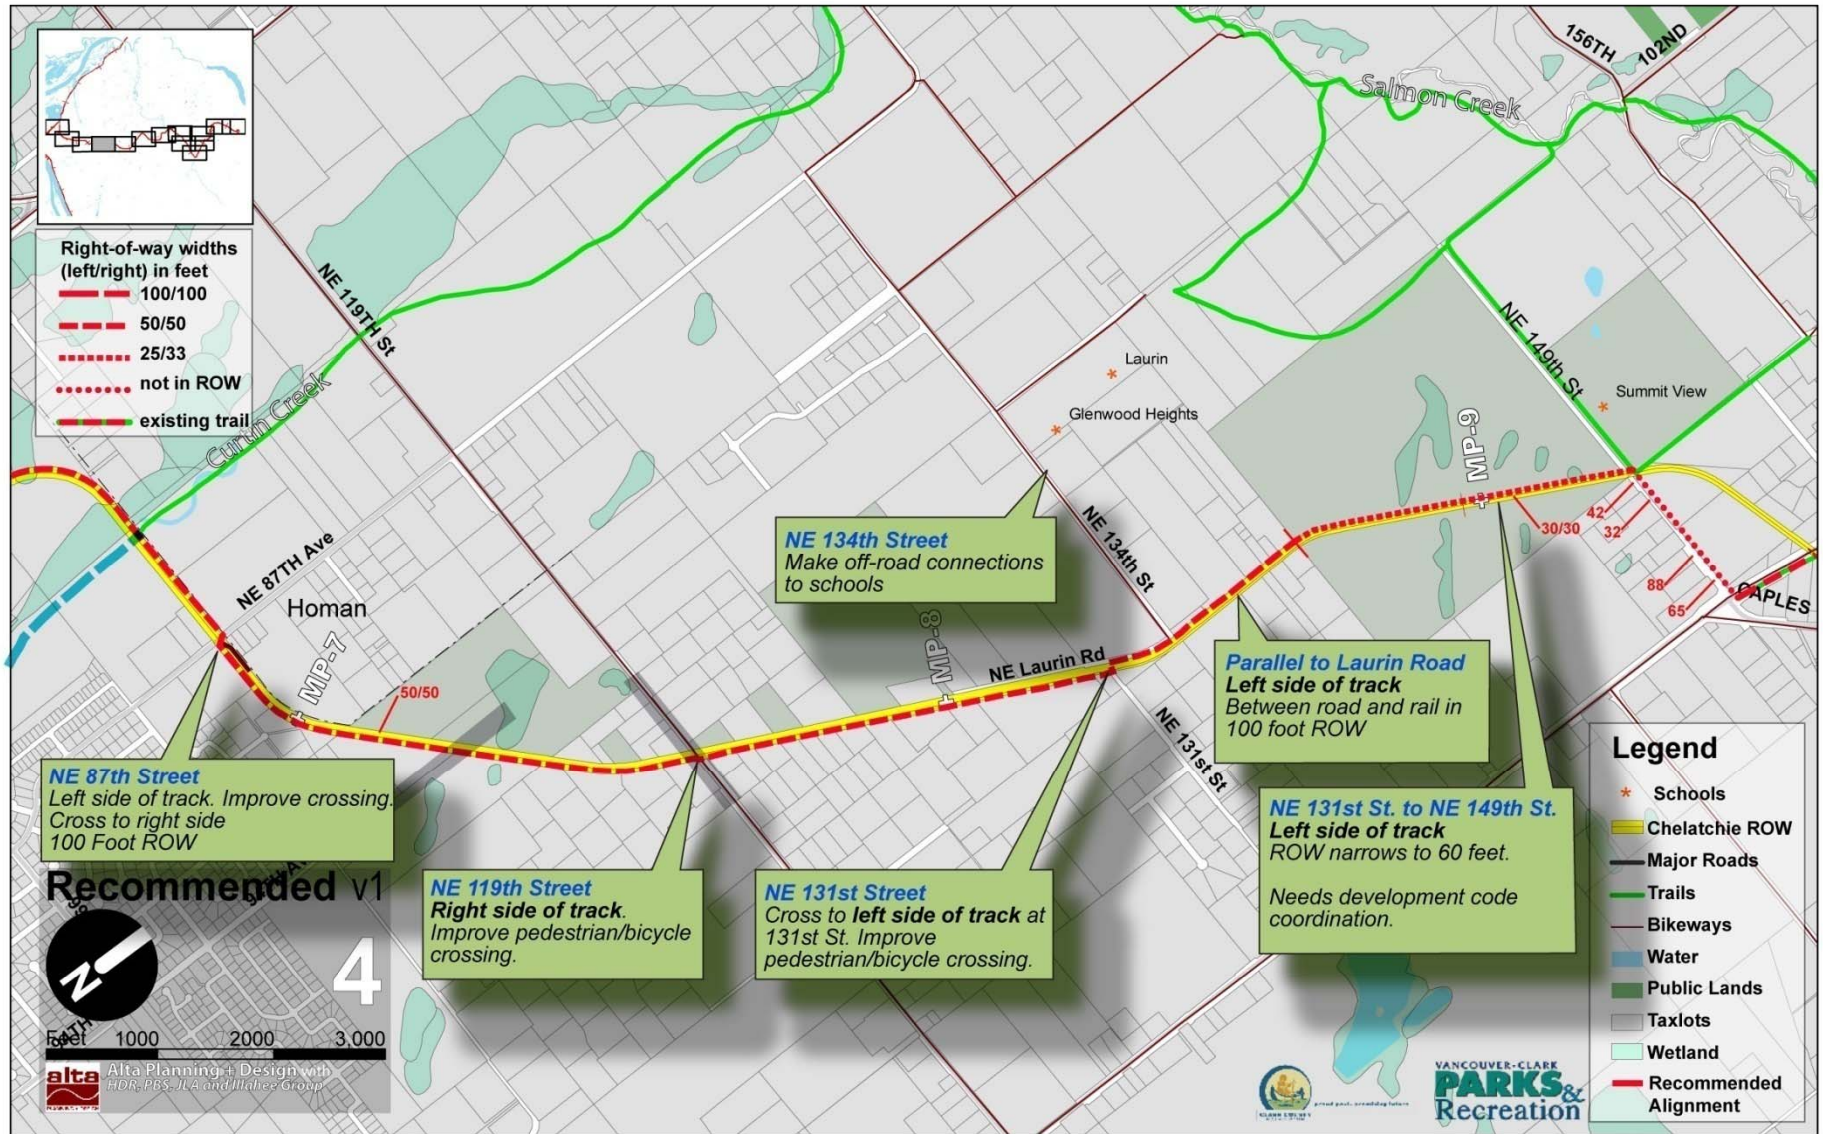 156TH
102ND
Salmon Creek
Right-of-way widths
(left/right) in feet
100/100
50/50
25/33
not in ROW
existing trail
NE 119TH St
Curtin Creek
NE 149th St
Laurin
Glenwood Heights
Summit View
MP-9
30/30
42
32
88
65
CAPLES
NE 134th Street
Make off-road connections
to schools
NE 134th St
NE 87TH Ave
Homan
MP-7
50/50
MP-8
NE Laurin Rd
NE 131st St
Parallel to Laurin Road
Left side of track
Between road and rail in
100 foot ROW
NE 87th Street
Left side of track. Improve crossing.
Cross to right side
100 Foot ROW
NE 119th Street
Right side of track.
Improve pedestrian/bicycle
crossing.
NE 131st Street
Cross to left side of track at
131st St. Improve
pedestrian/bicycle crossing.
NE 131st St. to NE 149th St.
Left side of track
ROW narrows to 60 feet.
Needs development code
coordination.
Legend
Schools
Chelatchie ROW
Major Roads
Trails
Bikeways
Water
Public Lands
Taxlots
Wetland
Recommended
Alignment
Recommended v1
N
4
94TH
Feet 1000 2000 3,000
alta
Alta Planning + Design with
HDR, PBS, JLA and Illahee Group
CLARK COUNTY
proud past, promising future
VANCOUVER-CLARK
PARKS &
Recreation